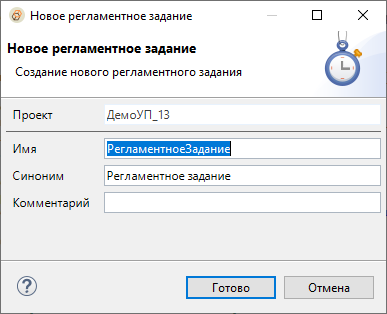 Новое регламентное задание
Новое регламентное задание
Создание нового регламентного задания
Проект ДемоУП_13
Имя РегламентноеЗадание
Синоним Регламентное задание
Комментарий
? Готово Отмена